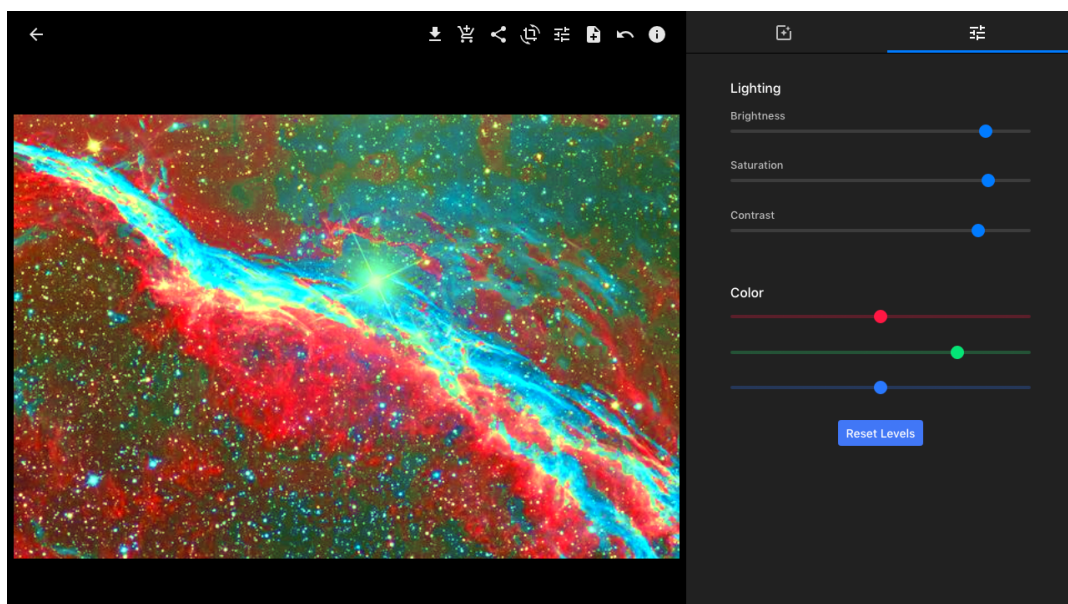 Lighting
Brightness
Saturation
Contrast
Color
Reset Levels